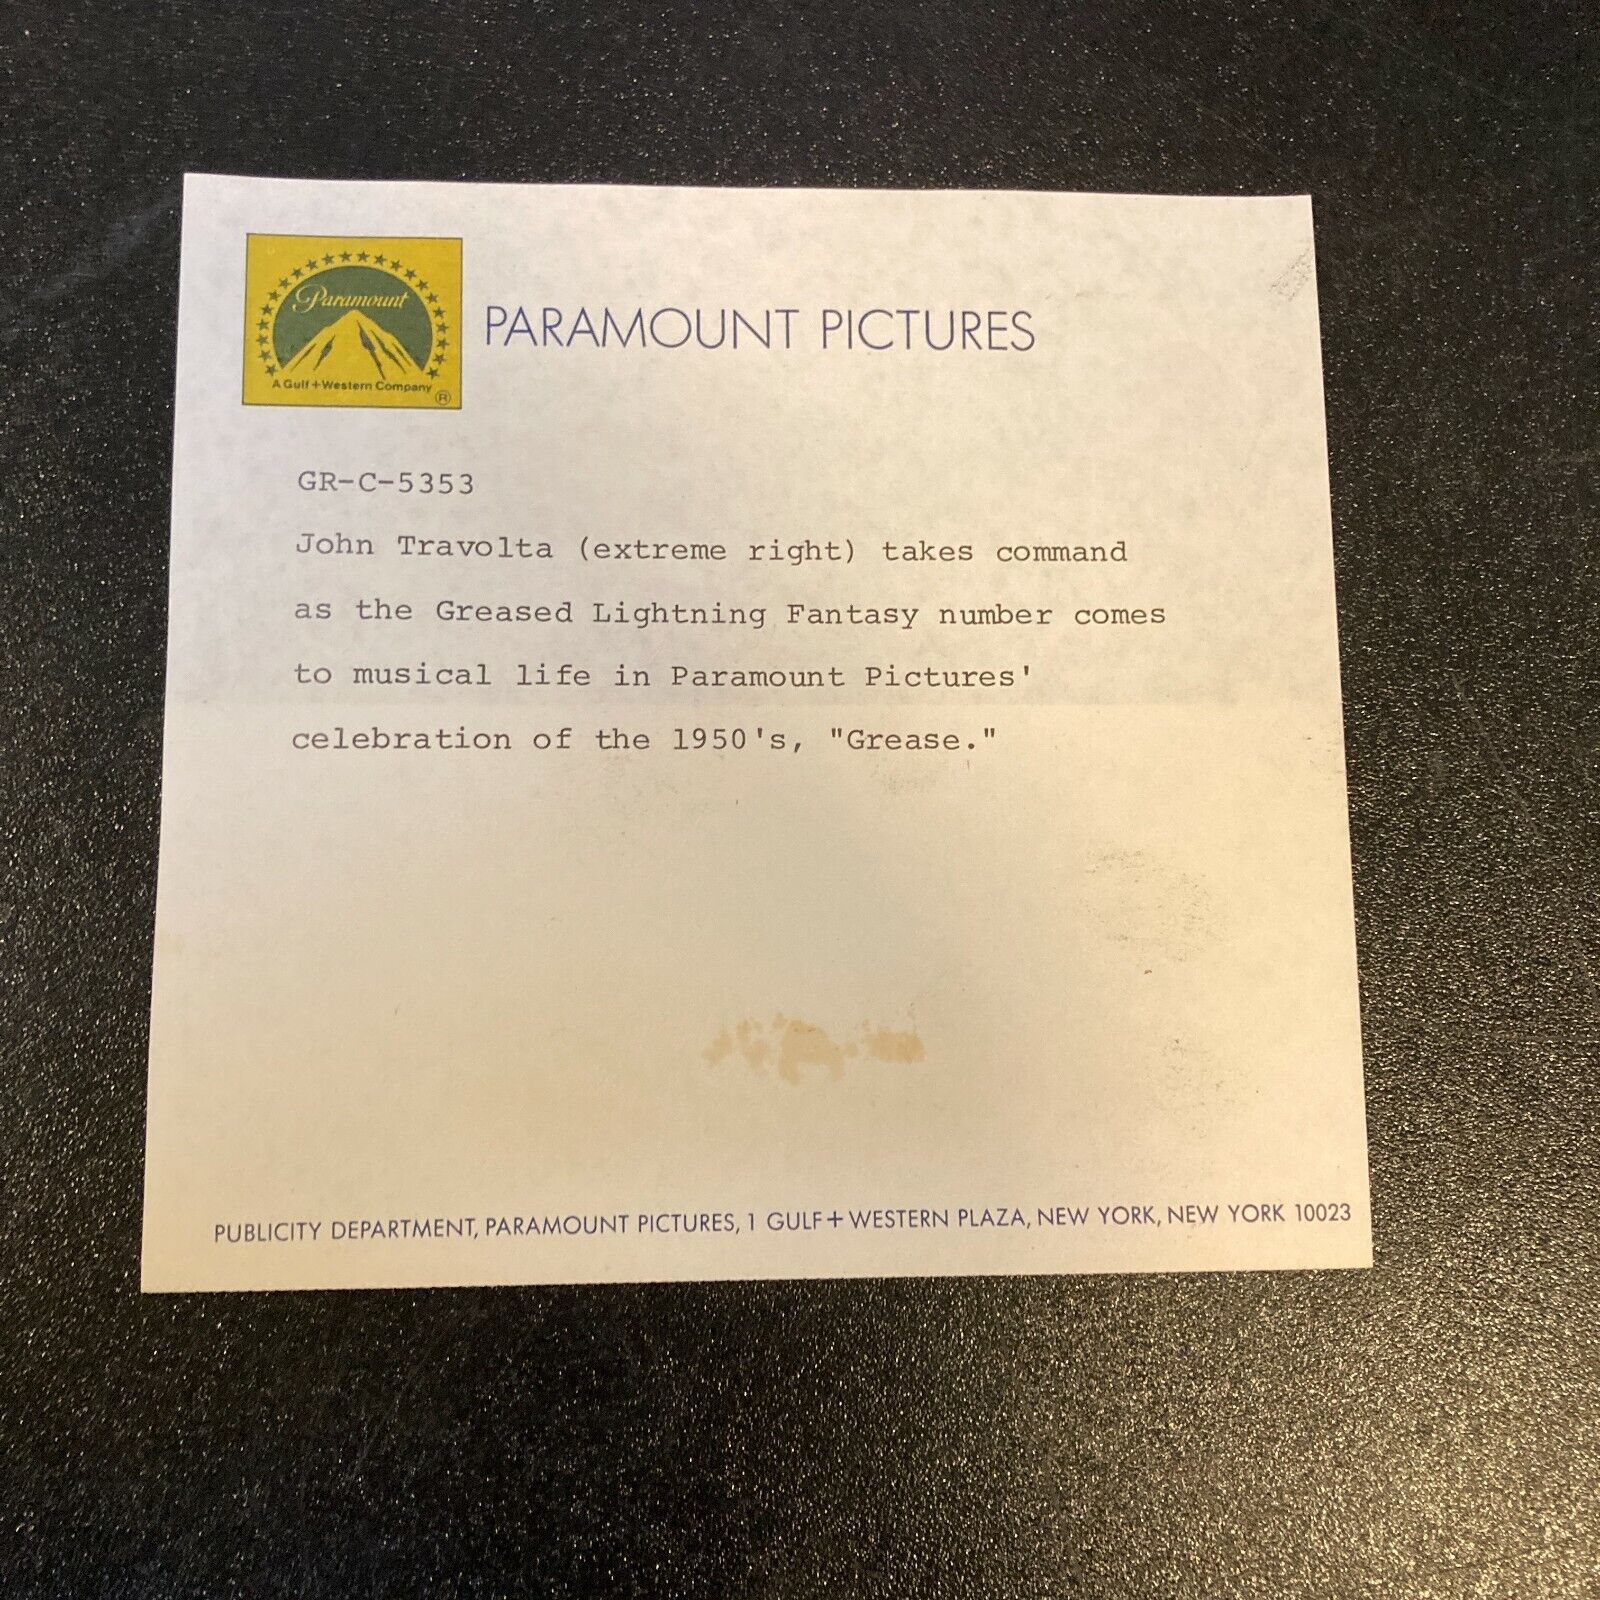 Paramount
A Gulf+Western Company
®
PARAMOUNT PICTURES
GR-C-5353
John Travolta (extreme right) takes command
as the Greased Lightning Fantasy number comes
to musical life in Paramount Pictures'
celebration of the 1950's, "Grease."
PUBLICITY DEPARTMENT, PARAMOUNT PICTURES, 1 GULF+WESTERN PLAZA, NEW YORK, NEW YORK 10023